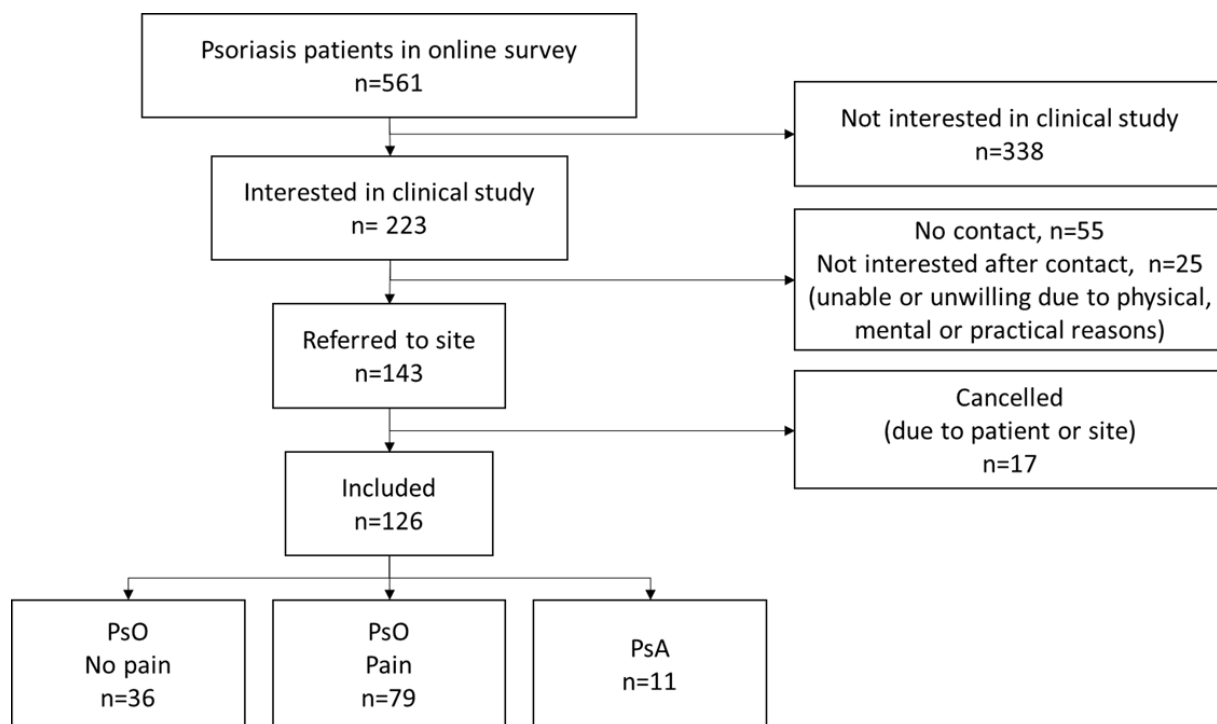 Psoriasis patients in online survey
n=561
Not interested in clinical study
n=338
Interested in clinical study
n= 223
No contact, n=55
Not interested after contact,  n=25
(unable or unwilling due to physical,
mental or practical reasons)
Referred to site
n=143
Cancelled
(due to patient or site)
n=17
Included
n=126
PsO
No pain
n=36
PsO
Pain
n=79
PsA
n=11